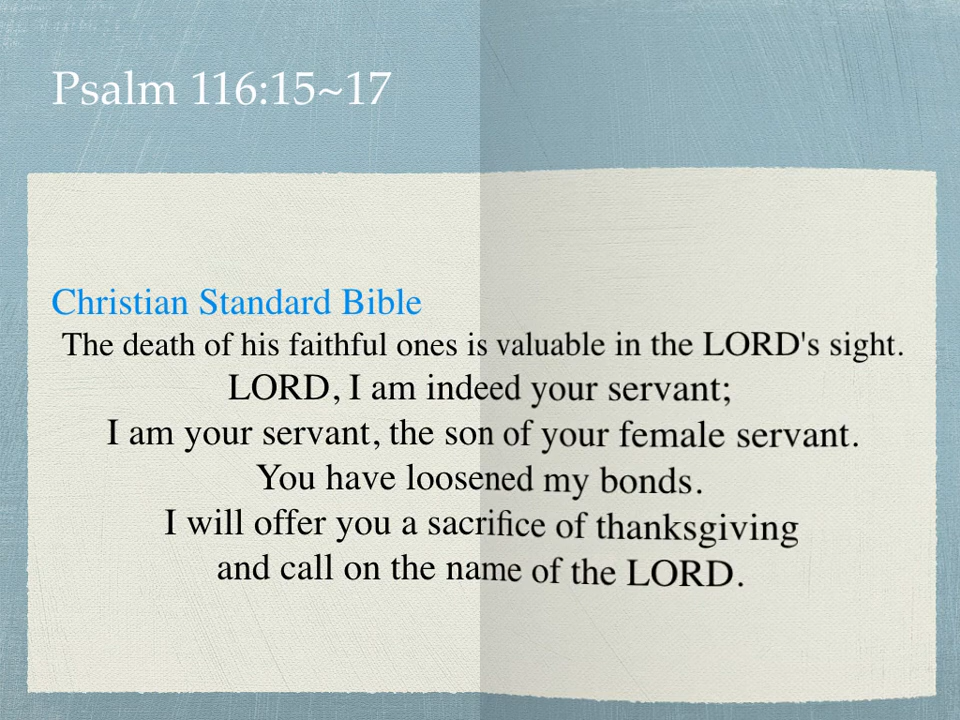 Psalm 116:15~17
Christian Standard Bible
The death of his faithful ones is valuable in the LORD's sight.
LORD, I am indeed your servant;
I am your servant, the son of your female servant.
You have loosened my bonds.
I will offer you a sacrifice of thanksgiving
and call on the name of the LORD.